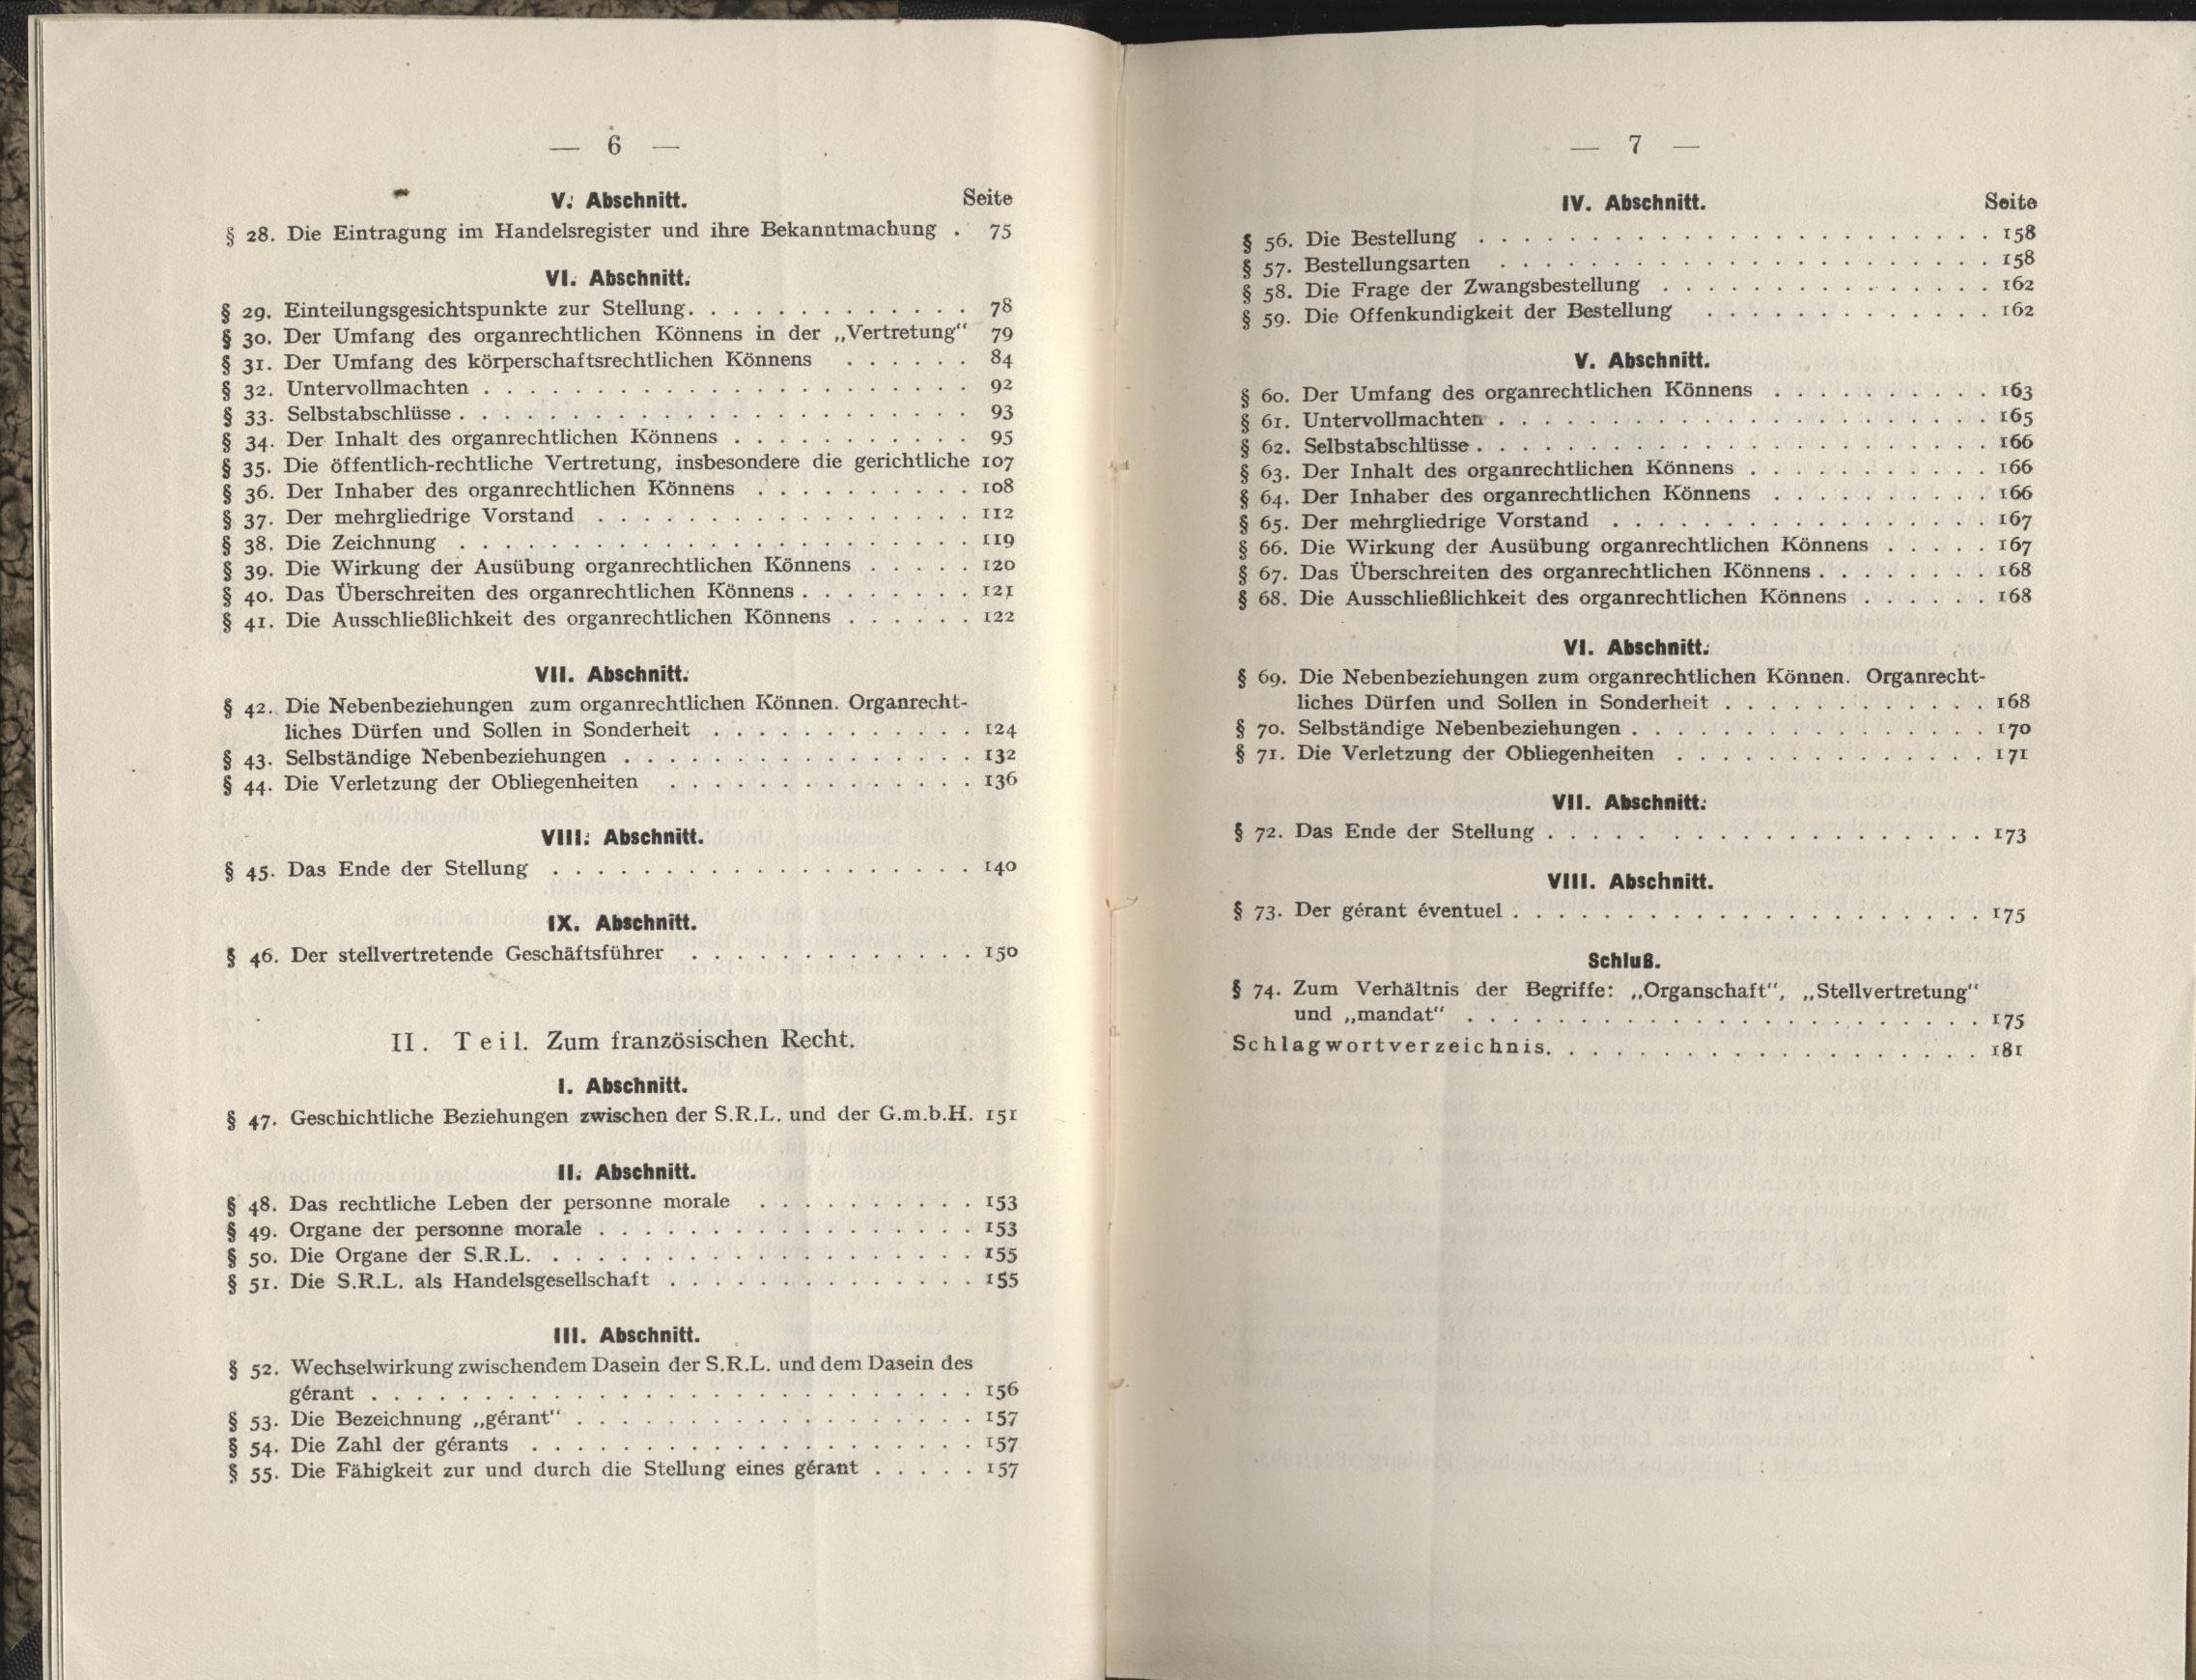 — 6 —
V. Abschnitt. Seite
§ 28. Die Eintragung im Handelsregister und ihre Bekanntmachung . 75
VI. Abschnitt.
§ 29. Einteilungsgesichtspunkte zur Stellung. . . . . . . . . . . . . 78
§ 30. Der Umfang des organrechtlichen Könnens in der „Vertretung“ 79
§ 31. Der Umfang des körperschaftsrechtlichen Könnens . . . . . . 84
§ 32. Untervollmachten . . . . . . . . . . . . . . . . . . . . . 92
§ 33. Selbstabschlüsse . . . . . . . . . . . . . . . . . . . . . . 93
§ 34. Der Inhalt des organrechtlichen Könnens . . . . . . . . . . . 95
§ 35. Die öffentlich-rechtliche Vertretung, insbesondere die gerichtliche 107
§ 36. Der Inhaber des organrechtlichen Könnens . . . . . . . . . . 108
§ 37. Der mehrgliedrige Vorstand . . . . . . . . . . . . . . . . . 112
§ 38. Die Zeichnung . . . . . . . . . . . . . . . . . . . . . . . 119
§ 39. Die Wirkung der Ausübung organrechtlichen Könnens . . . . . 120
§ 40. Das Überschreiten des organrechtlichen Könnens . . . . . . . . 121
§ 41. Die Ausschließlichkeit des organrechtlichen Könnens . . . . . . 122
VII. Abschnitt.
§ 42. Die Nebenbeziehungen zum organrechtlichen Können. Organrecht-
liches Dürfen und Sollen in Sonderheit . . . . . . . . . . . . 124
§ 43. Selbständige Nebenbeziehungen . . . . . . . . . . . . . . . . 132
§ 44. Die Verletzung der Obliegenheiten . . . . . . . . . . . . . . 136
VIII. Abschnitt.
§ 45. Das Ende der Stellung . . . . . . . . . . . . . . . . . . . 140
IX. Abschnitt.
§ 46. Der stellvertretende Geschäftsführer . . . . . . . . . . . . . 150
II. Teil. Zum französischen Recht.
I. Abschnitt.
§ 47. Geschichtliche Beziehungen zwischen der S.R.L. und der G.m.b.H. 151
II. Abschnitt.
§ 48. Das rechtliche Leben der personne morale . . . . . . . . . . 153
§ 49. Organe der personne morale . . . . . . . . . . . . . . . . . 153
§ 50. Die Organe der S.R.L. . . . . . . . . . . . . . . . . . . . 155
§ 51. Die S.R.L. als Handelsgesellschaft . . . . . . . . . . . . . . 155
III. Abschnitt.
§ 52. Wechselwirkung zwischen dem Dasein der S.R.L. und dem Dasein des
gérant . . . . . . . . . . . . . . . . . . . . . . . . . . 156
§ 53. Die Bezeichnung „gérant“ . . . . . . . . . . . . . . . . . . 157
§ 54. Die Zahl der gérants . . . . . . . . . . . . . . . . . . . . 157
§ 55. Die Fähigkeit zur und durch die Stellung eines gérant . . . . . 157
— 7 —
IV. Abschnitt. Seite
§ 56. Die Bestellung . . . . . . . . . . . . . . . . . . . . . . . 158
§ 57. Bestellungsarten . . . . . . . . . . . . . . . . . . . . . . 158
§ 58. Die Frage der Zwangsbestellung . . . . . . . . . . . . . . . 162
§ 59. Die Offenkundigkeit der Bestellung . . . . . . . . . . . . . 162
V. Abschnitt.
§ 60. Der Umfang des organrechtlichen Könnens . . . . . . . . . . 163
§ 61. Untervollmachten . . . . . . . . . . . . . . . . . . . . . . 165
§ 62. Selbstabschlüsse . . . . . . . . . . . . . . . . . . . . . . . 166
§ 63. Der Inhalt des organrechtlichen Könnens . . . . . . . . . . . 166
§ 64. Der Inhaber des organrechtlichen Könnens . . . . . . . . . . 166
§ 65. Der mehrgliedrige Vorstand . . . . . . . . . . . . . . . . . 167
§ 66. Die Wirkung der Ausübung organrechtlichen Könnens . . . . . 167
§ 67. Das Überschreiten des organrechtlichen Könnens . . . . . . . . 168
§ 68. Die Ausschließlichkeit des organrechtlichen Könnens . . . . . . 168
VI. Abschnitt.
§ 69. Die Nebenbeziehungen zum organrechtlichen Können. Organrecht-
liches Dürfen und Sollen in Sonderheit . . . . . . . . . . . . 168
§ 70. Selbständige Nebenbeziehungen . . . . . . . . . . . . . . . . 170
§ 71. Die Verletzung der Obliegenheiten . . . . . . . . . . . . . . 171
VII. Abschnitt.
§ 72. Das Ende der Stellung . . . . . . . . . . . . . . . . . . . . 173
VIII. Abschnitt.
§ 73. Der gérant éventuel . . . . . . . . . . . . . . . . . . . . . 175
Schluß.
§ 74. Zum Verhältnis der Begriffe: „Organschaft“, „Stellvertretung“
und „mandat“ . . . . . . . . . . . . . . . . . . . . . . . 175
Schlagwortverzeichnis. . . . . . . . . . . . . . . . . . . . 181